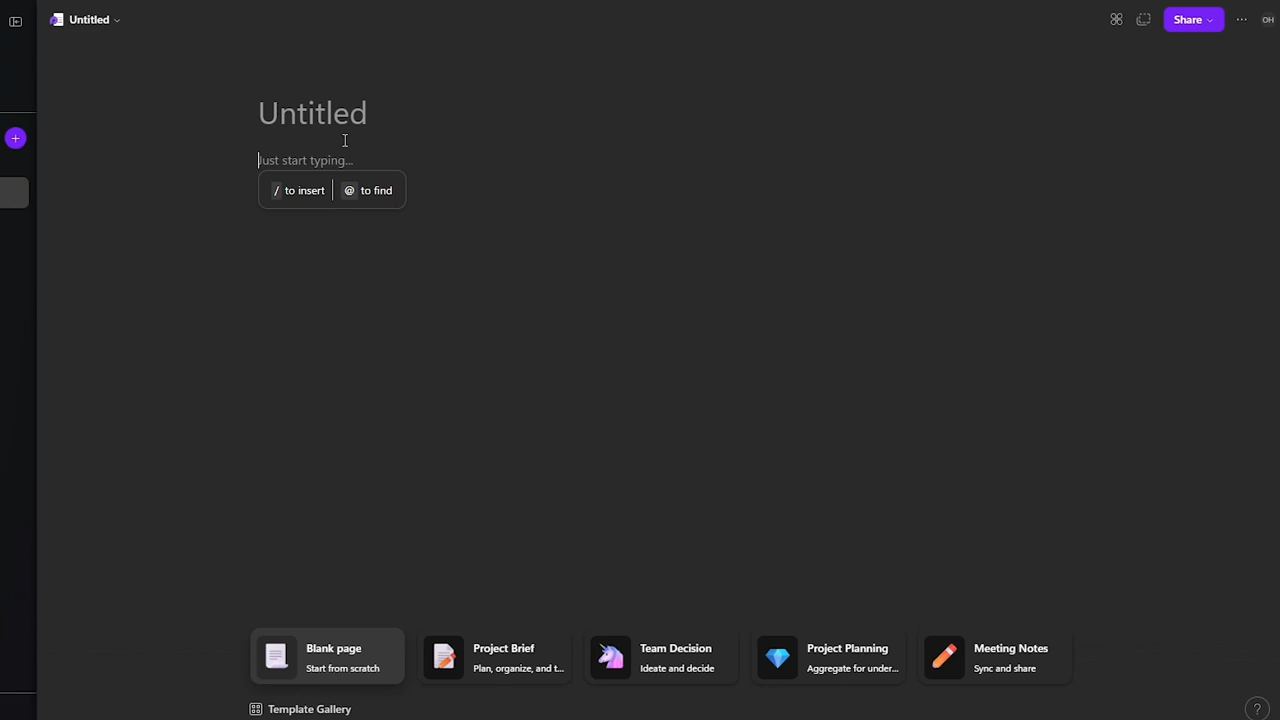 Untitled
Share
OH
Untitled
Just start typing...
/ to insert
@ to find
Blank page
Start from scratch
Project Brief
Plan, organize, and t...
Team Decision
Ideate and decide
Project Planning
Aggregate for under...
Meeting Notes
Sync and share
Template Gallery
?